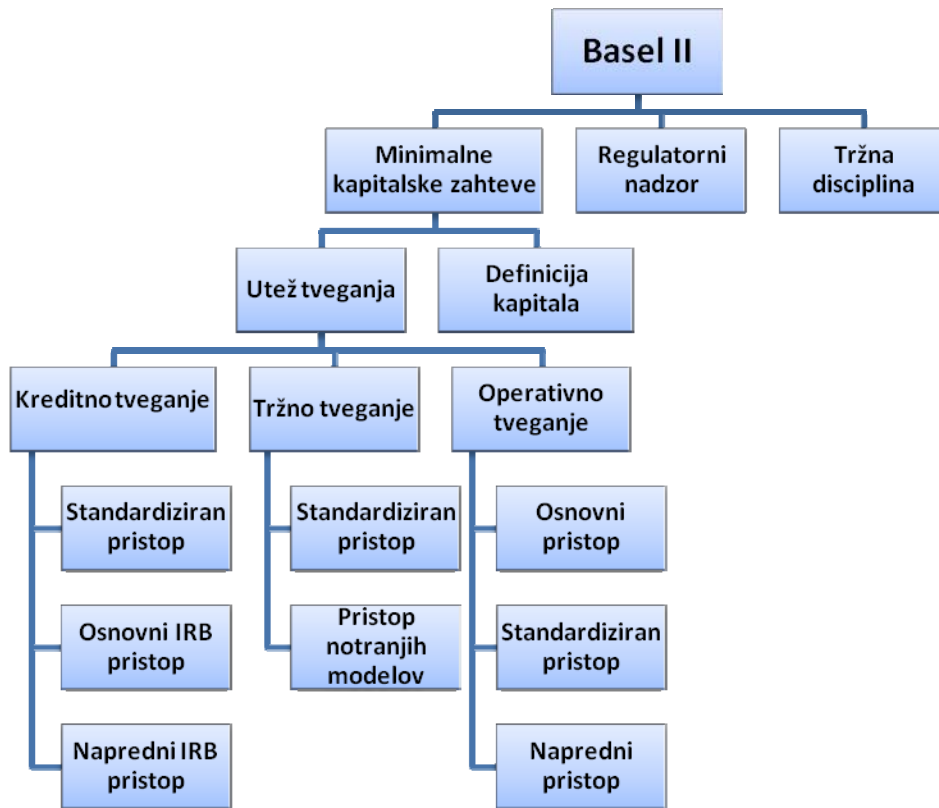 Basel II
Minimalne
kapitalske zahteve
Regulatorni
nadzor
Tržna
disciplina
Utež tveganja
Definicija
kapitala
Kreditno tveganje
Tržno tveganje
Operativno
tveganje
Standardiziran
pristop
Osnovni IRB
pristop
Napredni IRB
pristop
Standardiziran
pristop
Pristop
notranjih
modelov
Osnovni
pristop
Standardiziran
pristop
Napredni
pristop